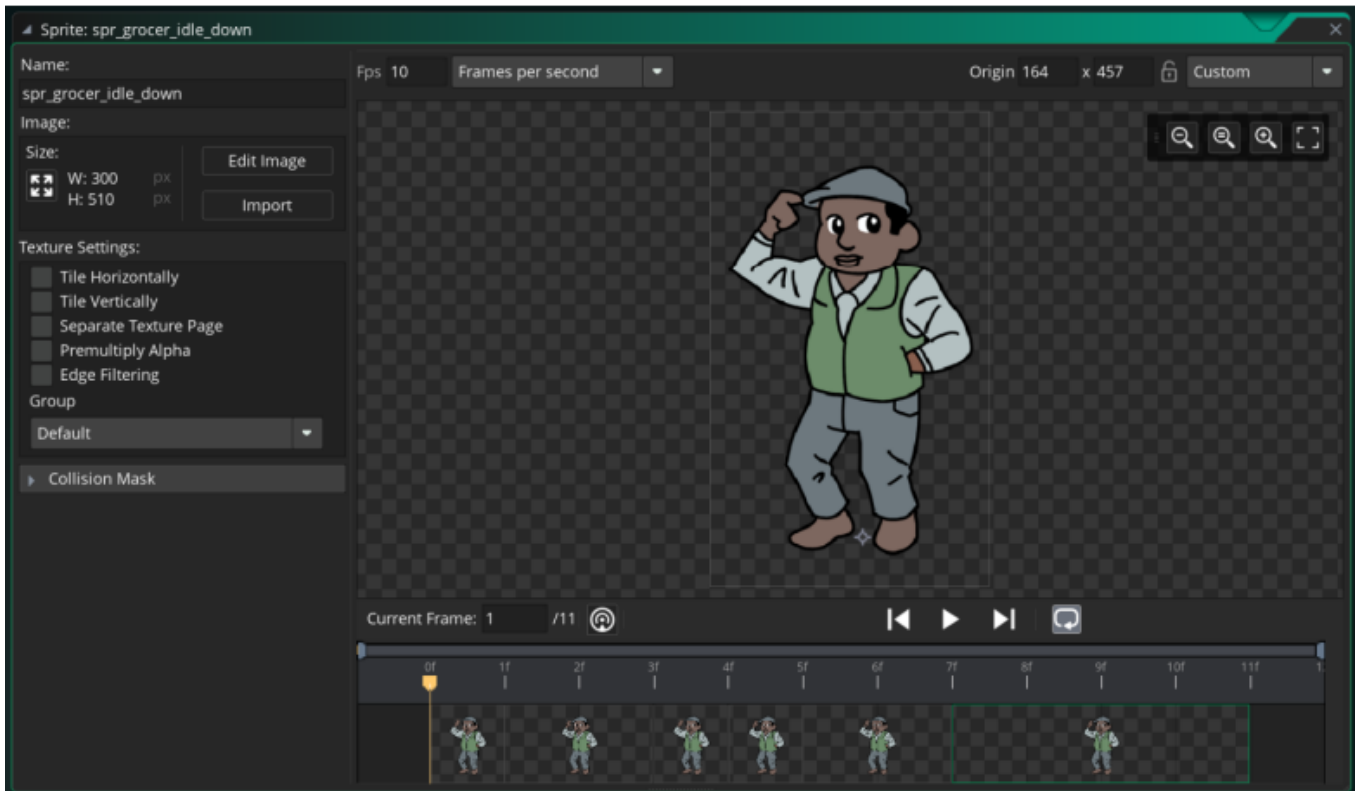 Sprite: spr_grocer_idle_down
Name:
spr_grocer_idle_down
Image:
Size:
W: 300 px
H: 510 px
Edit Image
Import
Texture Settings:
Tile Horizontally
Tile Vertically
Separate Texture Page
Premultiply Alpha
Edge Filtering
Group
Default
Collision Mask
Fps 10 Frames per second Origin 164 x 457 Custom
Current Frame: 1 /11
0f 1f 2f 3f 4f 5f 6f 7f 8f 9f 10f 11f